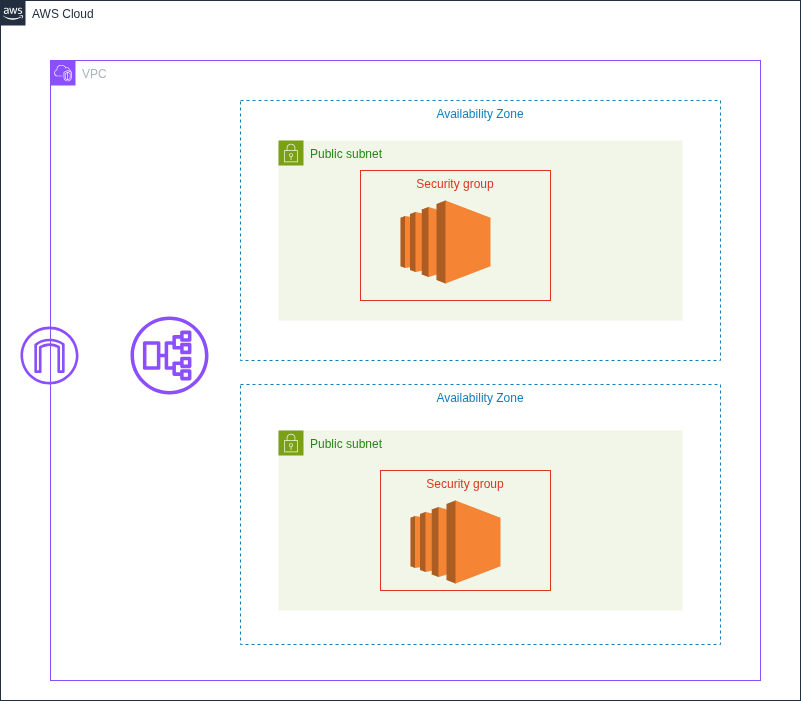 aws
AWS Cloud
VPC
Availability Zone
Public subnet
Security group
Availability Zone
Public subnet
Security group